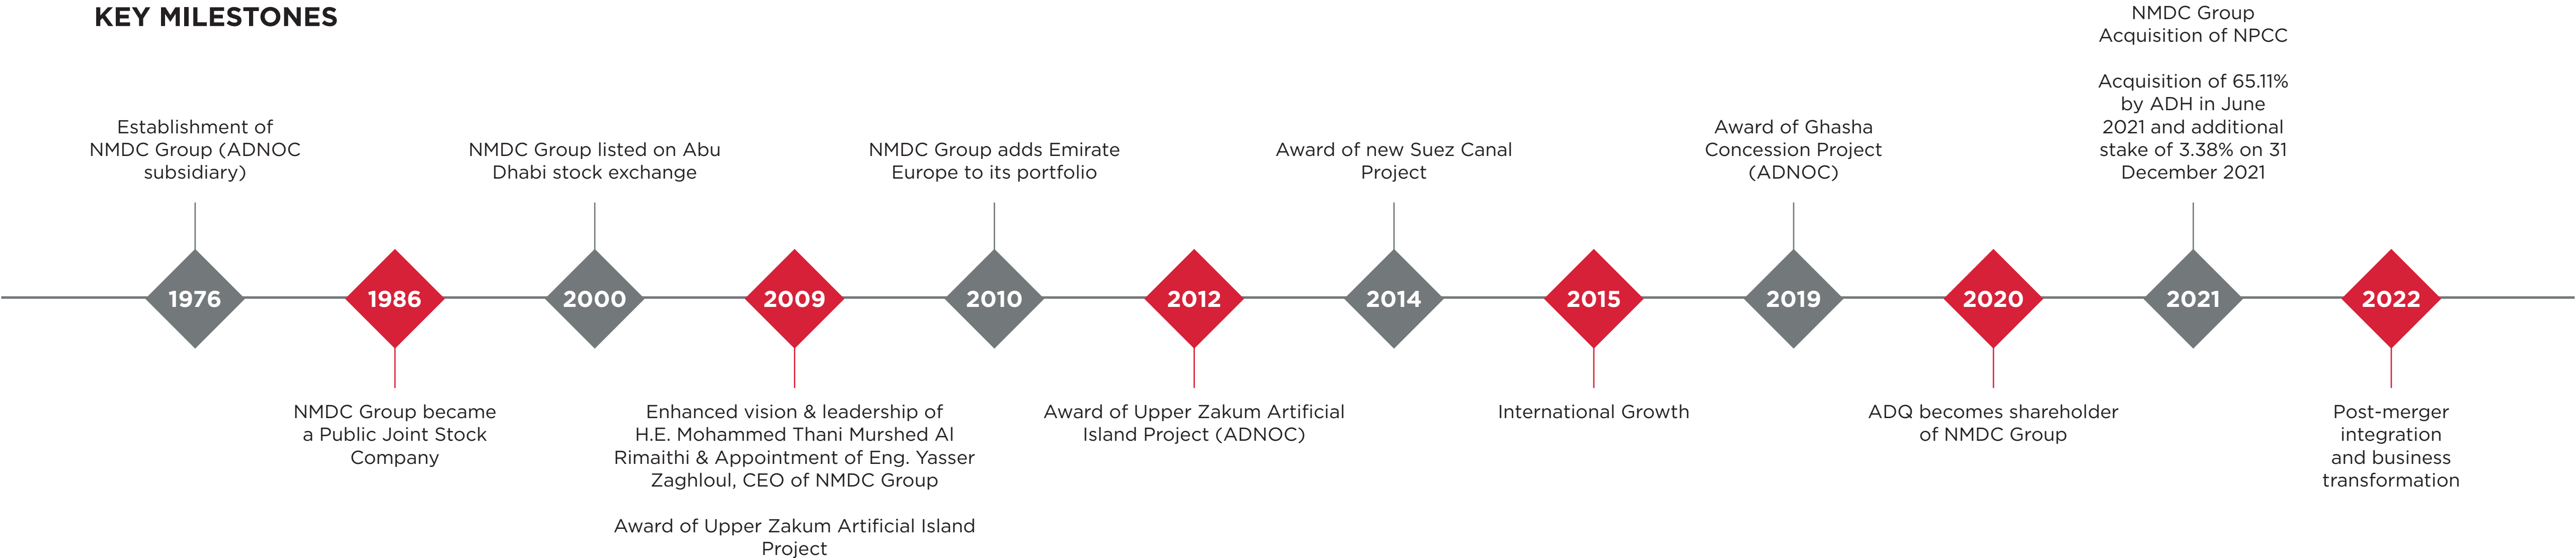 KEY MILESTONES
1976
Establishment of
NMDC Group (ADNOC
subsidiary)
1986
NMDC Group became
a Public Joint Stock
Company
2000
NMDC Group listed on Abu
Dhabi stock exchange
2009
Enhanced vision & leadership of
H.E. Mohammed Thani Murshed Al
Rimaithi & Appointment of Eng. Yasser
Zaghloul, CEO of NMDC Group
Award of Upper Zakum Artificial Island
Project
2010
NMDC Group adds Emirate
Europe to its portfolio
2012
Award of Upper Zakum Artificial
Island Project (ADNOC)
2014
Award of new Suez Canal
Project
2015
International Growth
2019
Award of Ghasha
Concession Project
(ADNOC)
2020
ADQ becomes shareholder
of NMDC Group
2021
NMDC Group
Acquisition of NPCC
Acquisition of 65.11%
by ADH in June
2021 and additional
stake of 3.38% on 31
December 2021
2022
Post-merger
integration
and business
transformation